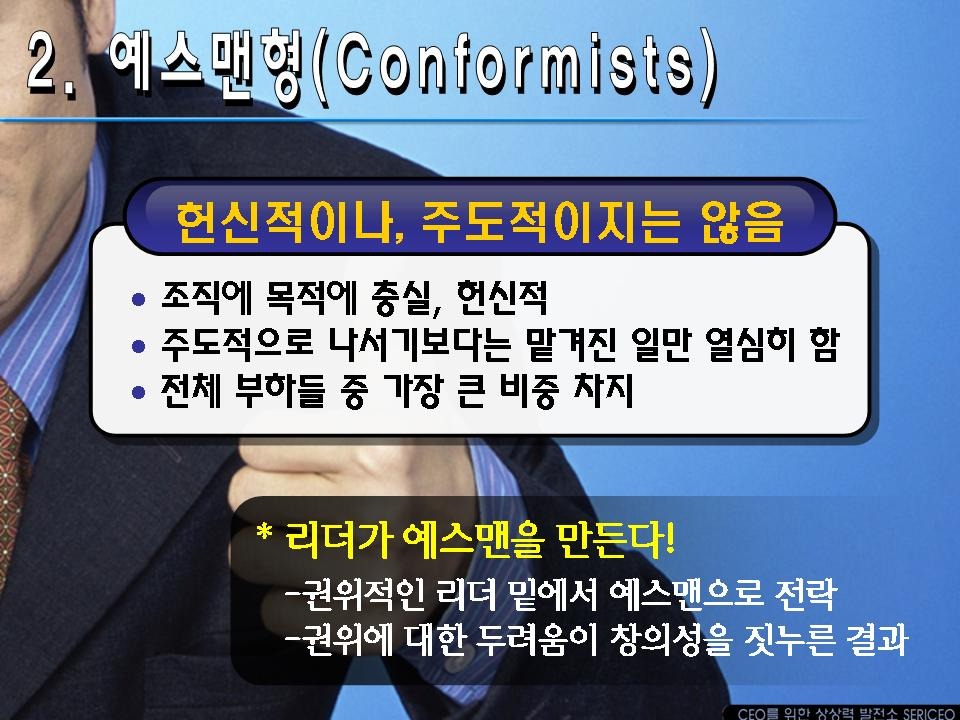 2. 예스맨형(Conformists)
헌신적이나, 주도적이지는 않음
• 조직에 목적에 충실, 헌신적
• 주도적으로 나서기보다는 맡겨진 일만 열심히 함
• 전체 부하들 중 가장 큰 비중 차지
* 리더가 예스맨을 만든다!
-권위적인 리더 밑에서 예스맨으로 전락
-권위에 대한 두려움이 창의성을 짓누른 결과
CEO를 위한 상상력 발전소 SERICEO